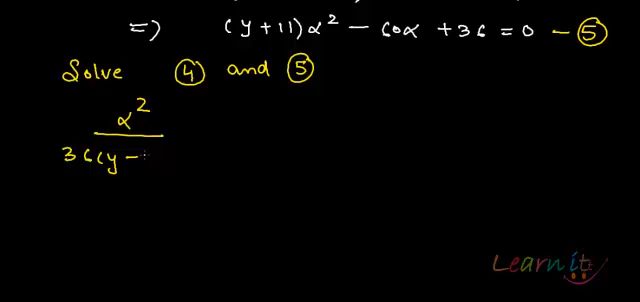 => (y+11)α² - 60α + 36 = 0 - ⑤
Solve ④ and ⑤
α²
36(y -
Learnit